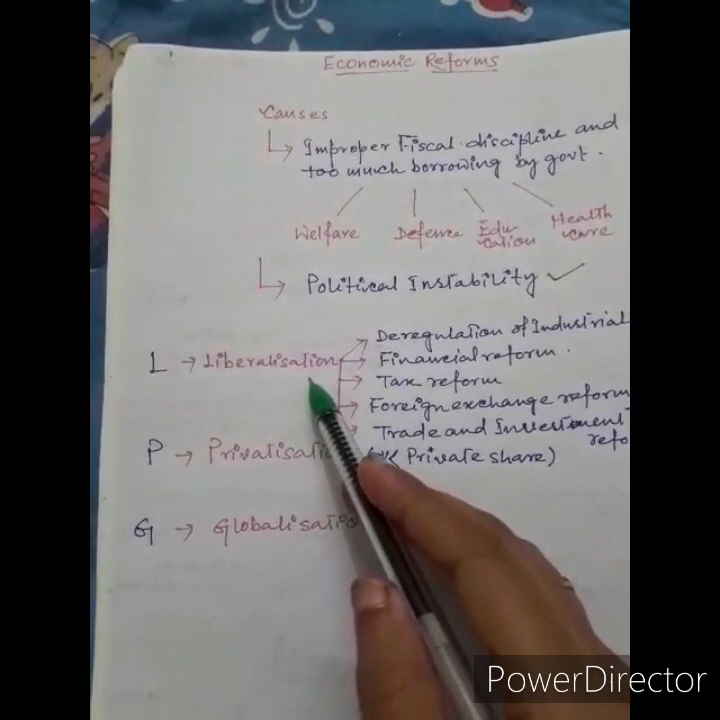 Economic Reforms
Causes
Improper Fiscal discipline and
too much borrowing by govt.
Welfare Defence Edu-cation Health care
Political Instability
L → Liberalisation
Deregulation of Industrial
Financial reform.
Tax reform
Foreign exchange reform
Trade and Investment
refo
P → Privatisati
Private share)
G → Globalisatio
PowerDirector